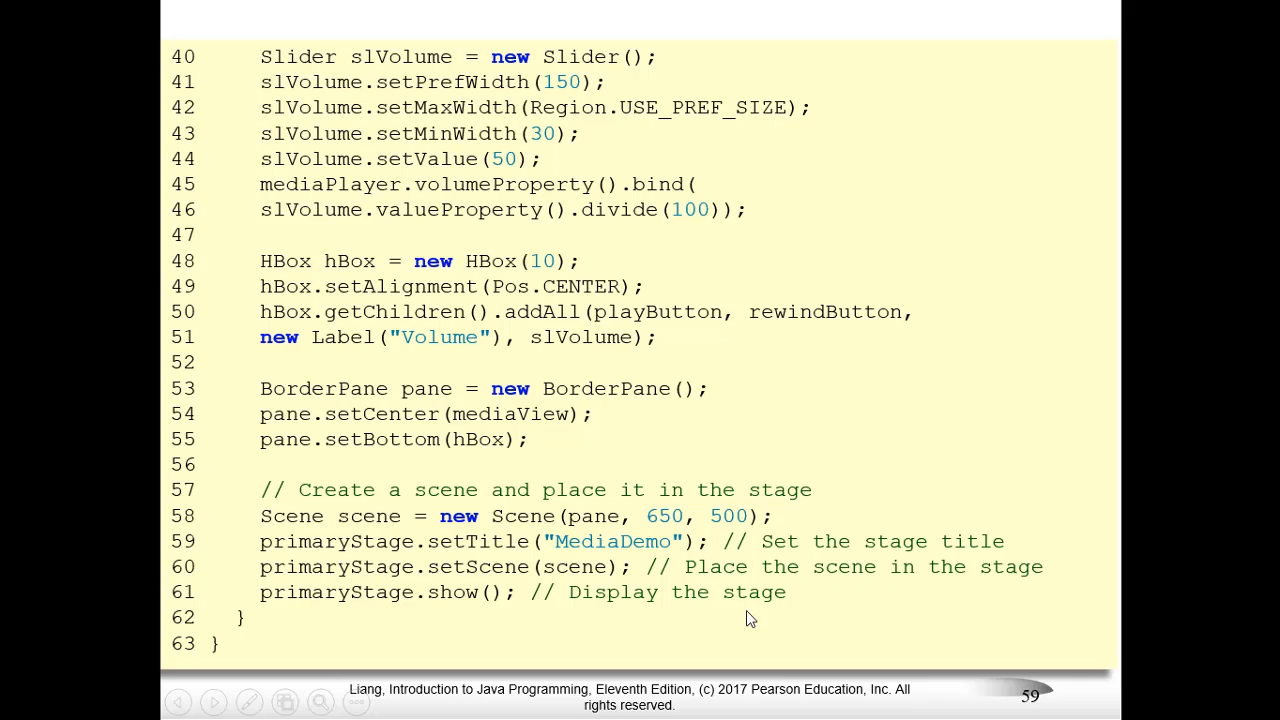 40 Slider slVolume = new Slider();
41 slVolume.setPrefWidth(150);
42 slVolume.setMaxWidth(Region.USE_PREF_SIZE);
43 slVolume.setMinWidth(30);
44 slVolume.setValue(50);
45 mediaPlayer.volumeProperty().bind(
46 slVolume.valueProperty().divide(100));
47
48 HBox hBox = new HBox(10);
49 hBox.setAlignment(Pos.CENTER);
50 hBox.getChildren().addAll(playButton, rewindButton,
51 new Label("Volume"), slVolume);
52
53 BorderPane pane = new BorderPane();
54 pane.setCenter(mediaView);
55 pane.setBottom(hBox);
56
57 // Create a scene and place it in the stage
58 Scene scene = new Scene(pane, 650, 500);
59 primaryStage.setTitle("MediaDemo"); // Set the stage title
60 primaryStage.setScene(scene); // Place the scene in the stage
61 primaryStage.show(); // Display the stage
62 }
63 }
Liang, Introduction to Java Programming, Eleventh Edition, (c) 2017 Pearson Education, Inc. All
rights reserved.
59